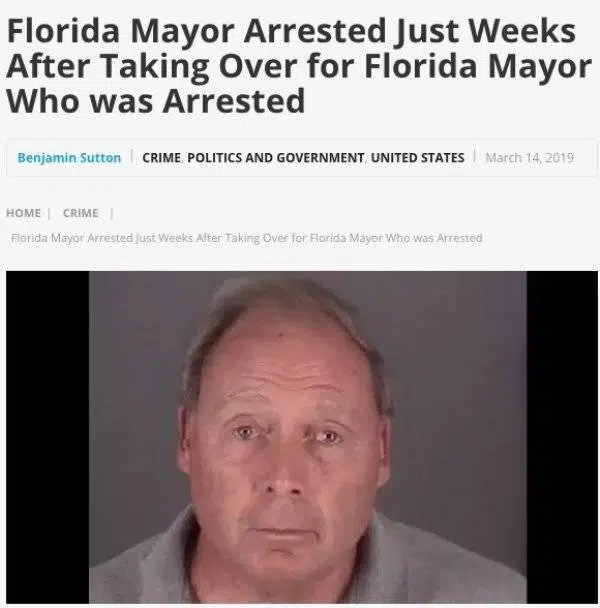 Florida Mayor Arrested Just Weeks
After Taking Over for Florida Mayor
Who was Arrested
Benjamin Sutton | CRIME, POLITICS AND GOVERNMENT, UNITED STATES | March 14, 2019
HOME | CRIME |
Florida Mayor Arrested Just Weeks After Taking Over for Florida Mayor Who was Arrested